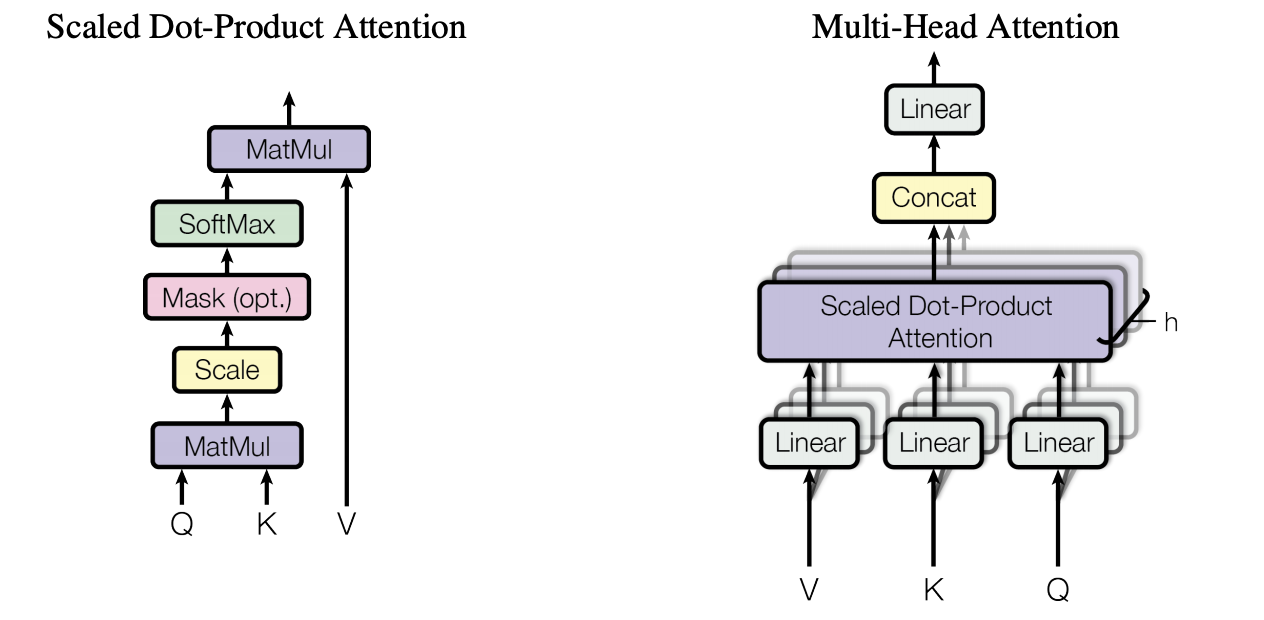 Scaled Dot-Product Attention
MatMul
SoftMax
Mask (opt.)
Scale
MatMul
Q K V
Multi-Head Attention
Linear
Concat
Scaled Dot-Product
Attention
h
Linear Linear Linear
V K Q